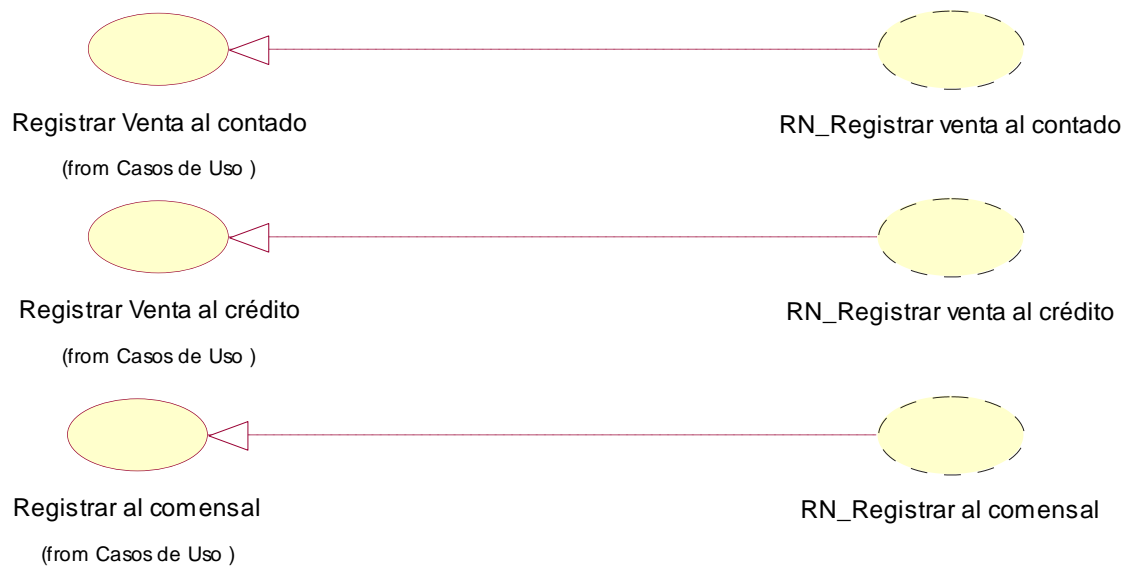 Registrar Venta al contado
RN_Registrar venta al contado
(from Casos de Uso )
Registrar Venta al crédito
RN_Registrar venta al crédito
(from Casos de Uso )
Registrar al comensal
RN_Registrar al comensal
(from Casos de Uso )